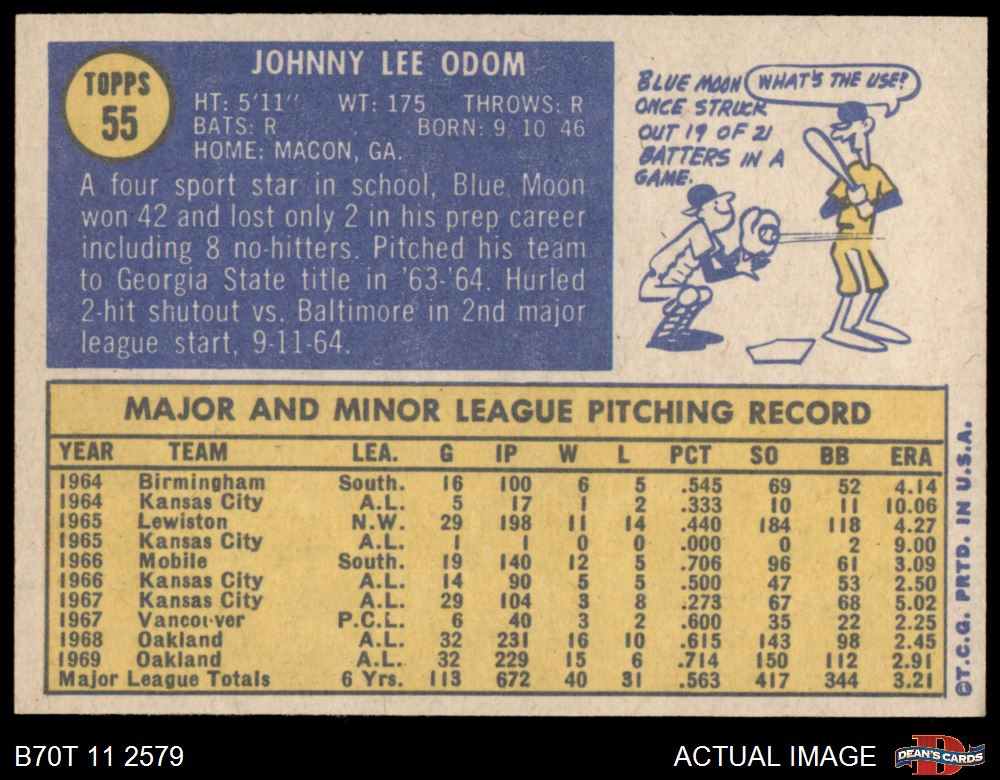 TOPPS
55
JOHNNY LEE ODOM
HT: 5'11" WT: 175 THROWS: R
BATS: R BORN: 9 10 46
HOME: MACON, GA.
A four sport star in school, Blue Moon
won 42 and lost only 2 in his prep career
including 8 no-hitters. Pitched his team
to Georgia State title in '63-'64. Hurled
2-hit shutout vs. Baltimore in 2nd major
league start, 9-11-64.
BLUE MOON
ONCE STRUCK
OUT 19 OF 21
BATTERS IN A
GAME.
WHAT'S THE USE?
MAJOR AND MINOR LEAGUE PITCHING RECORD
YEAR TEAM LEA. G IP W L PCT SO BB ERA
1964 Birmingham South. 16 100 6 5 .545 69 52 4.14
1964 Kansas City A.L. 5 17 1 2 .333 10 11 10.06
1965 Lewiston N.W. 29 198 11 14 .440 184 118 4.27
1965 Kansas City A.L. 1 1 0 0 .000 0 2 9.00
1966 Mobile South. 19 140 12 5 .706 96 61 3.09
1966 Kansas City A.L. 14 90 5 5 .500 47 53 2.50
1967 Kansas City A.L. 29 104 3 8 .273 67 68 5.02
1967 Vancouver P.C.L. 6 40 3 2 .600 35 22 2.25
1968 Oakland A.L. 32 231 16 10 .615 143 98 2.45
1969 Oakland A.L. 32 229 15 6 .714 150 112 2.91
Major League Totals 6 Yrs. 113 672 40 31 .563 417 344 3.21
©T.C.G. PRTD. IN U.S.A.
B70T 11 2579
ACTUAL IMAGE
D
DEAN'S CARDS